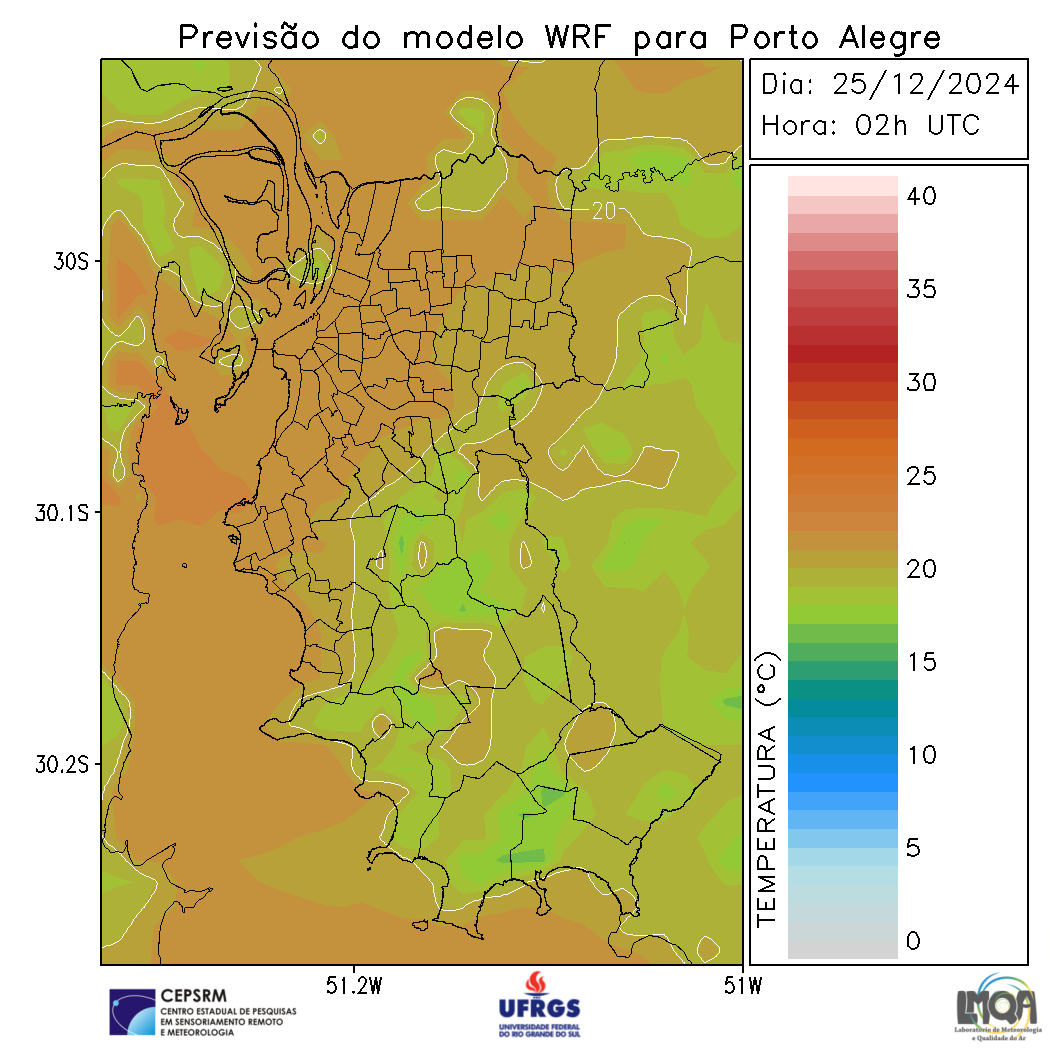 Previsão do modelo WRF para Porto Alegre
Dia: 25/12/2024
Hora: 02h UTC
20
30S
30.1S
30.2S
51.2W
51W
TEMPERATURA (°C)
40
35
30
25
20
15
10
5
0
CEPSRM
CENTRO ESTADUAL DE PESQUISAS
EM SENSORIAMENTO REMOTO
E METEOROLOGIA
UFRGS
UNIVERSIDADE FEDERAL
DO RIO GRANDE DO SUL
LMQA
Laboratório de Meteorologia
e Qualidade do Ar